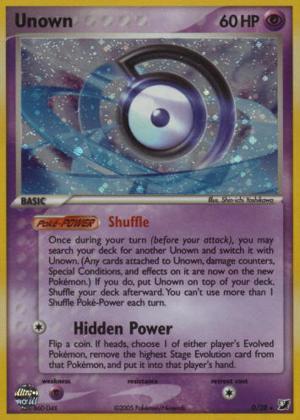 Unown
60 HP
BASIC
Illus. Shin-ichi Yoshikawa
POKé-POWER Shuffle
Once during your turn (before your attack), you may
search your deck for another Unown and switch it with
Unown. (Any cards attached to Unown, damage counters,
Special Conditions, and effects on it are now on the new
Pokémon.) If you do, put Unown on top of your deck.
Shuffle your deck afterward. You can't use more than 1
Shuffle Poké-Power each turn.
Hidden Power
Flip a coin. If heads, choose 1 of either player's Evolved
Pokémon, remove the highest Stage Evolution card from
that Pokémon, and put it into that player's hand.
weakness
resistance
retreat cost
©2005 Pokémon/Nintendo
D/28